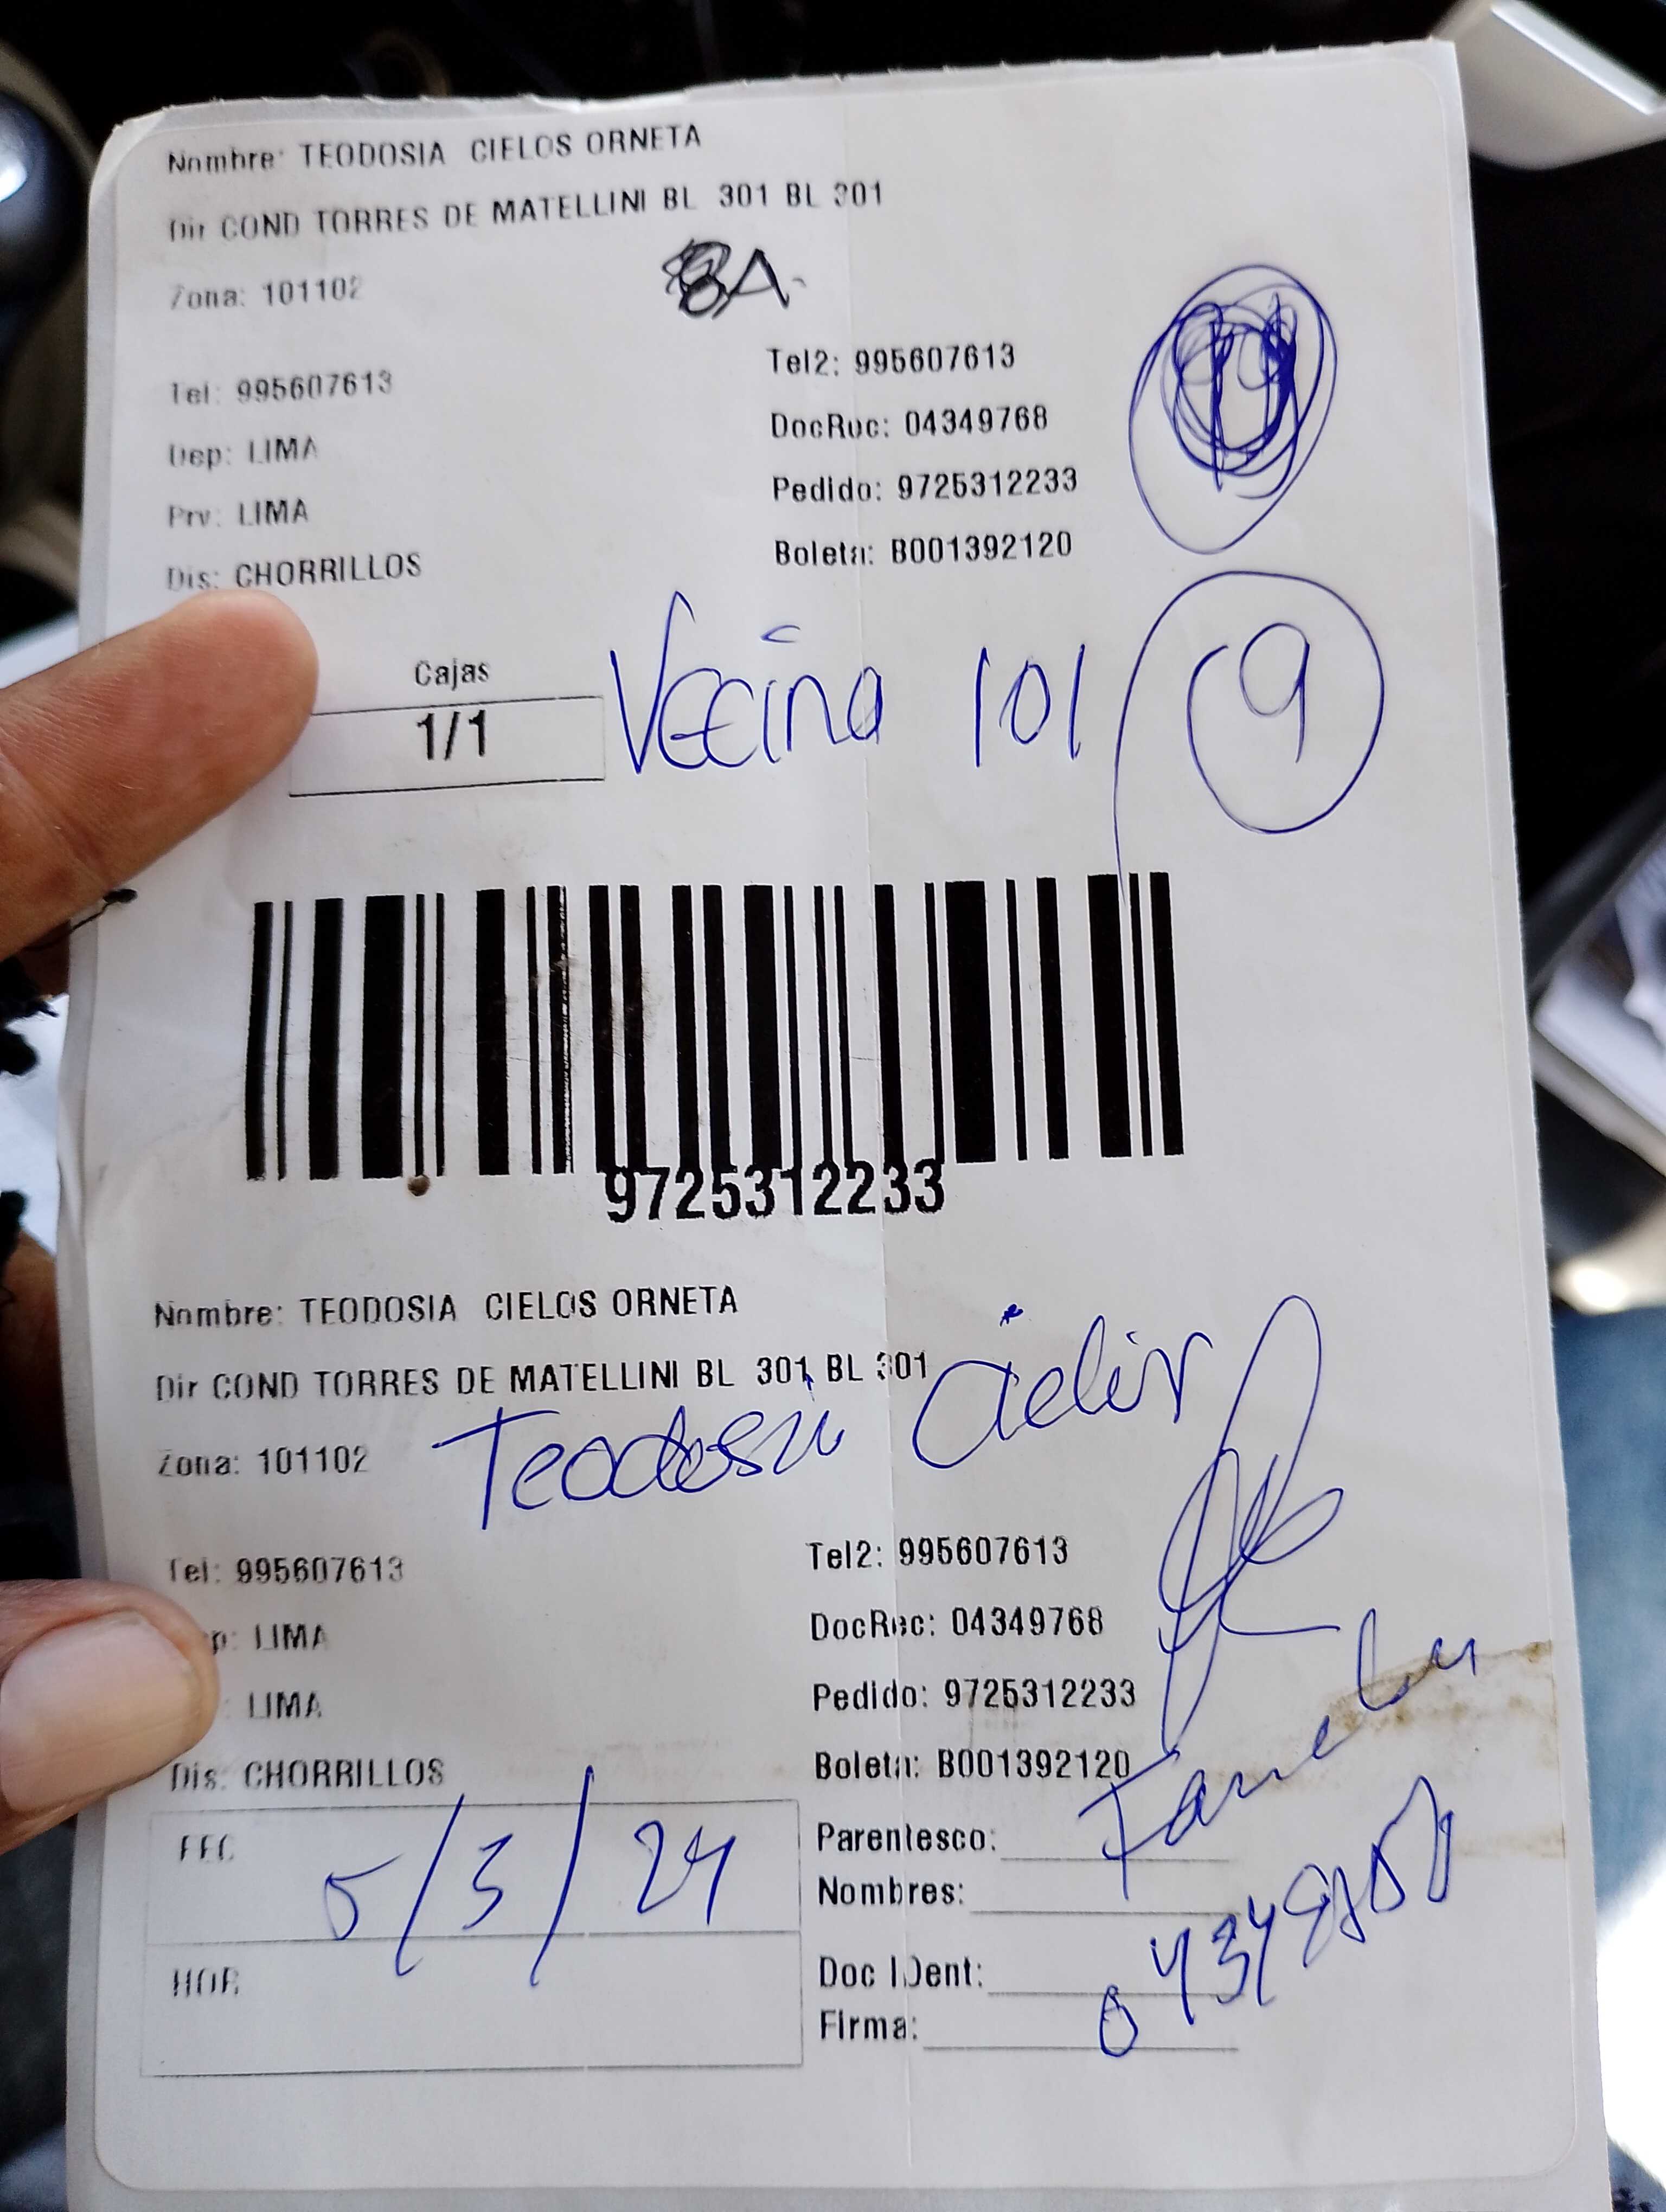 Nombre: TEODOSIA CIELOS ORNETA
Dir COND TORRES DE MATELLINI BL 301 BL 301
Zona: 101102
8A
Tel: 995607613
Tel2: 995607613
Dep: LIMA
DocRec: 04349768
Prv: LIMA
Pedido: 9725312233
Dis: CHORRILLOS
Boleta: B001392120
Cajas
1/1
Vecina 101
9
9725312233
Nombre: TEODOSIA CIELOS ORNETA
Dir COND TORRES DE MATELLINI BL 301 BL 301
Teodosia Cielos
Zona: 101102
Tel: 995607613
Tel2: 995607613
p: LIMA
DocRec: 04349768
: LIMA
Pedido: 9725312233
Dis: CHORRILLOS
Boleta: B001392120
FEC
5/3/24
Parentesco:
Nombres:
HOR
Doc IDent:
Firma: